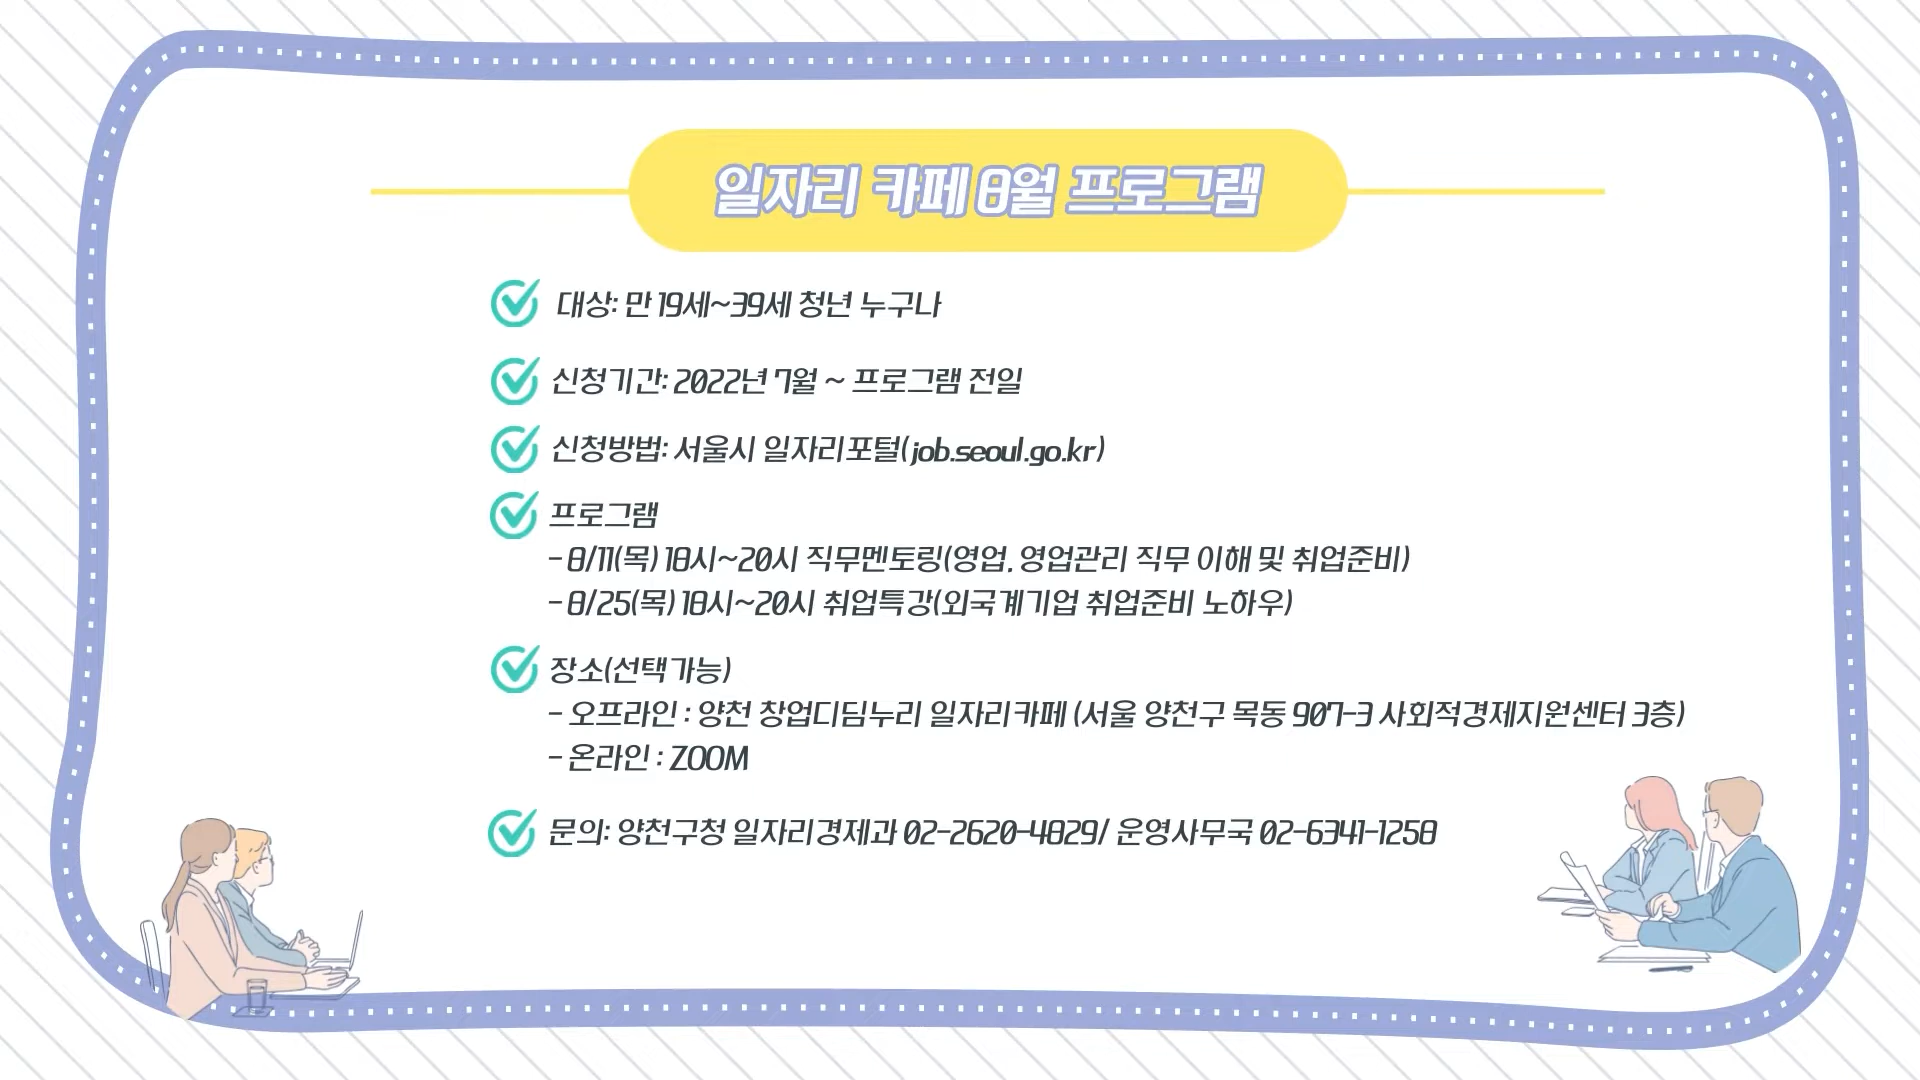 일자리 카페 8월 프로그램
대상: 만 19세~39세 청년 누구나
신청기간: 2022년 7월 ~ 프로그램 전일
신청방법: 서울시 일자리포털(job.seoul.go.kr)
프로그램
- 8/11(목) 18시~20시 직무멘토링(영업, 영업관리 직무 이해 및 취업준비)
- 8/25(목) 18시~20시 취업특강(외국계기업 취업준비 노하우)
장소(선택가능)
- 오프라인 : 양천 창업디딤누리 일자리카페 (서울 양천구 목동 907-3 사회적경제지원센터 3층)
- 온라인 : ZOOM
문의: 양천구청 일자리경제과 02-2620-4829/ 운영사무국 02-6341-1258